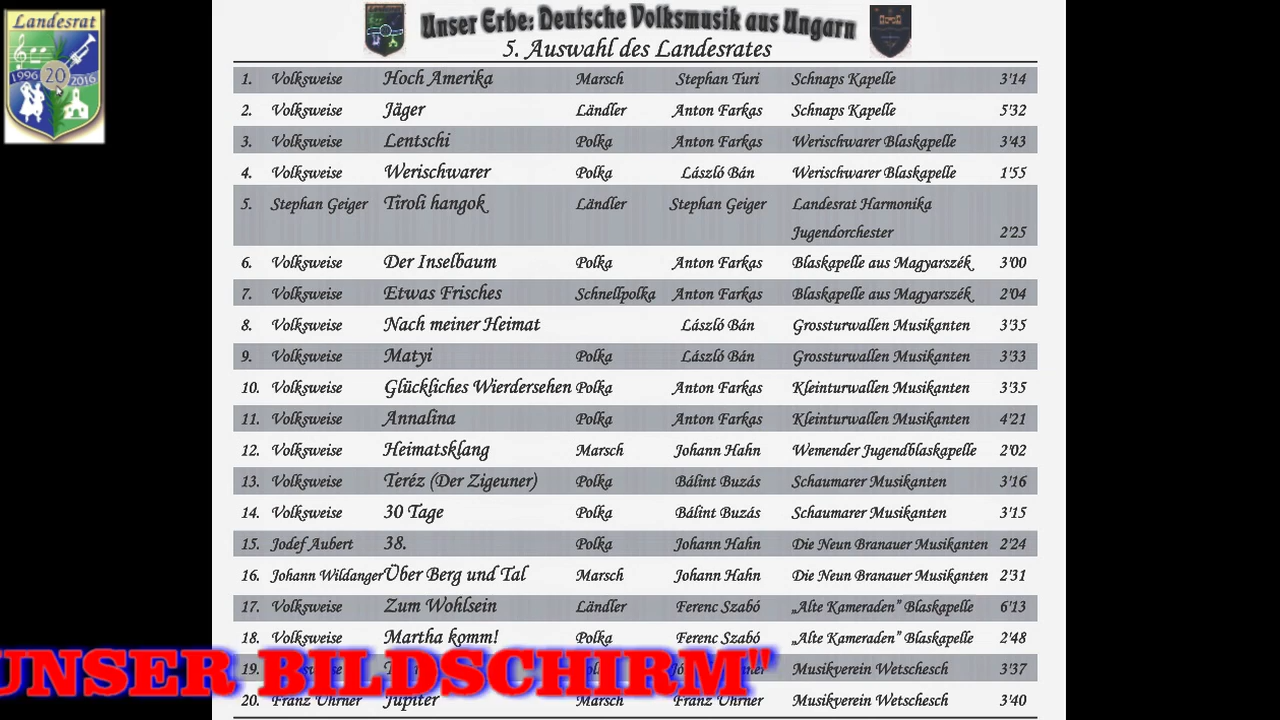 Landesrat
1996 20 2016
Unser Erbe: Deutsche Volksmusik aus Ungarn
5. Auswahl des Landesrates
1. Volksweise Hoch Amerika Marsch Stephan Turi Schnaps Kapelle 3'14
2. Volksweise Jäger Ländler Anton Farkas Schnaps Kapelle 5'32
3. Volksweise Lentschi Polka Anton Farkas Werischwarer Blaskapelle 3'43
4. Volksweise Werischwarer Polka László Bán Werischwarer Blaskapelle 1'55
5. Stephan Geiger Tiroli hangok Ländler Stephan Geiger Landesrat Harmonika
Jugendorchester 2'25
6. Volksweise Der Inselbaum Polka Anton Farkas Blaskapelle aus Magyarszék 3'00
7. Volksweise Etwas Frisches Schnellpolka Anton Farkas Blaskapelle aus Magyarszék 2'04
8. Volksweise Nach meiner Heimat László Bán Grossturwallen Musikanten 3'35
9. Volksweise Matyi Polka László Bán Grossturwallen Musikanten 3'33
10. Volksweise Glückliches Wierdersehen Polka Anton Farkas Kleinturwallen Musikanten 3'35
11. Volksweise Annalina Polka Anton Farkas Kleinturwallen Musikanten 4'21
12. Volksweise Heimatsklang Marsch Johann Hahn Wemender Jugendblaskapelle 2'02
13. Volksweise Teréz (Der Zigeuner) Polka Bálint Buzás Schaumarer Musikanten 3'16
14. Volksweise 30 Tage Polka Bálint Buzás Schaumarer Musikanten 3'15
15. Jodef Aubert 38. Polka Johann Hahn Die Neun Branauer Musikanten 2'24
16. Johann Wildanger Über Berg und Tal Marsch Johann Hahn Die Neun Branauer Musikanten 2'31
17. Volksweise Zum Wohlsein Ländler Ferenc Szabó „Alte Kameraden" Blaskapelle 6'13
18. Volksweise Martha komm! Polka Ferenc Szabó „Alte Kameraden" Blaskapelle 2'48
UNSER BILDSCHIRM"
19. Musikverein Wetschesch 3'37
20. Franz Uhrner Jupiter Marsch Franz Uhrner Musikverein Wetschesch 3'40